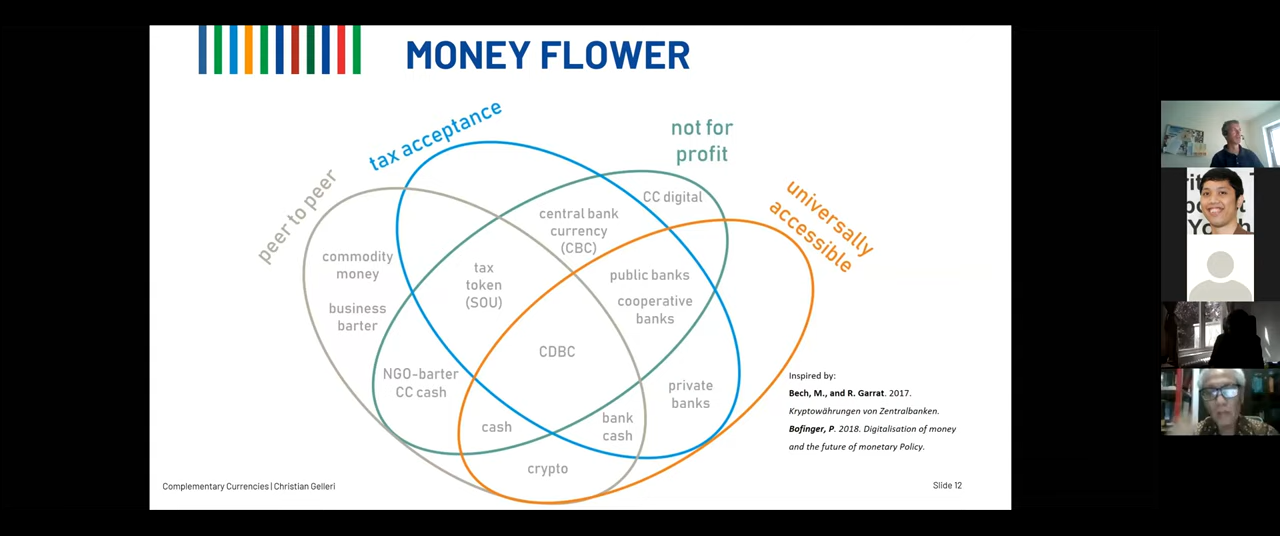 MONEY FLOWER
tax acceptance
not for
profit
peer to peer
universally
accessible
CC digital
central bank
currency
(CBC)
commodity
money
tax
token
(SOU)
public banks
cooperative
banks
business
barter
CDBC
NGO-barter
CC cash
private
banks
cash
bank
cash
crypto
Inspired by:
Bech, M., and R. Garrat. 2017.
Kryptowährungen von Zentralbanken.
Bofinger, P. 2018. Digitalisation of money
and the future of monetary Policy.
Complementary Currencies | Christian Gelleri
Slide 12